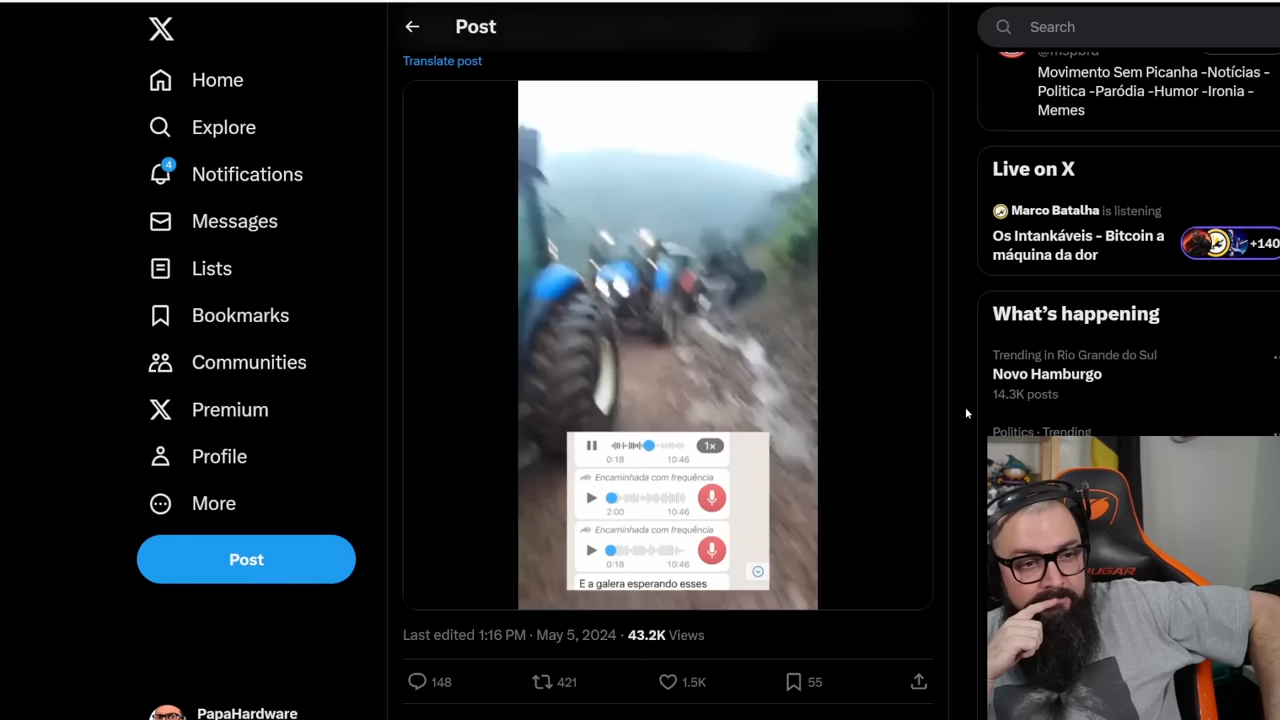 Home
Explore
4
Notifications
Messages
Lists
Bookmarks
Communities
Premium
Profile
More
Post
PapaHardware
Post
Translate post
1x
0:18 10:46
Encaminhada com frequência
2:00 10:46
Encaminhada com frequência
0:18 10:46
E a galera esperando esses
Last edited 1:16 PM · May 5, 2024 · 43.2K Views
148 421 1.5K 55
Search
Movimento Sem Picanha -Notícias -
Politica -Paródia -Humor -Ironia -
Memes
Live on X
Marco Batalha is listening
Os Intankáveis - Bitcoin a
máquina da dor
+140
What’s happening
Trending in Rio Grande do Sul
Novo Hamburgo
14.3K posts
Politics · Trending
COUGAR